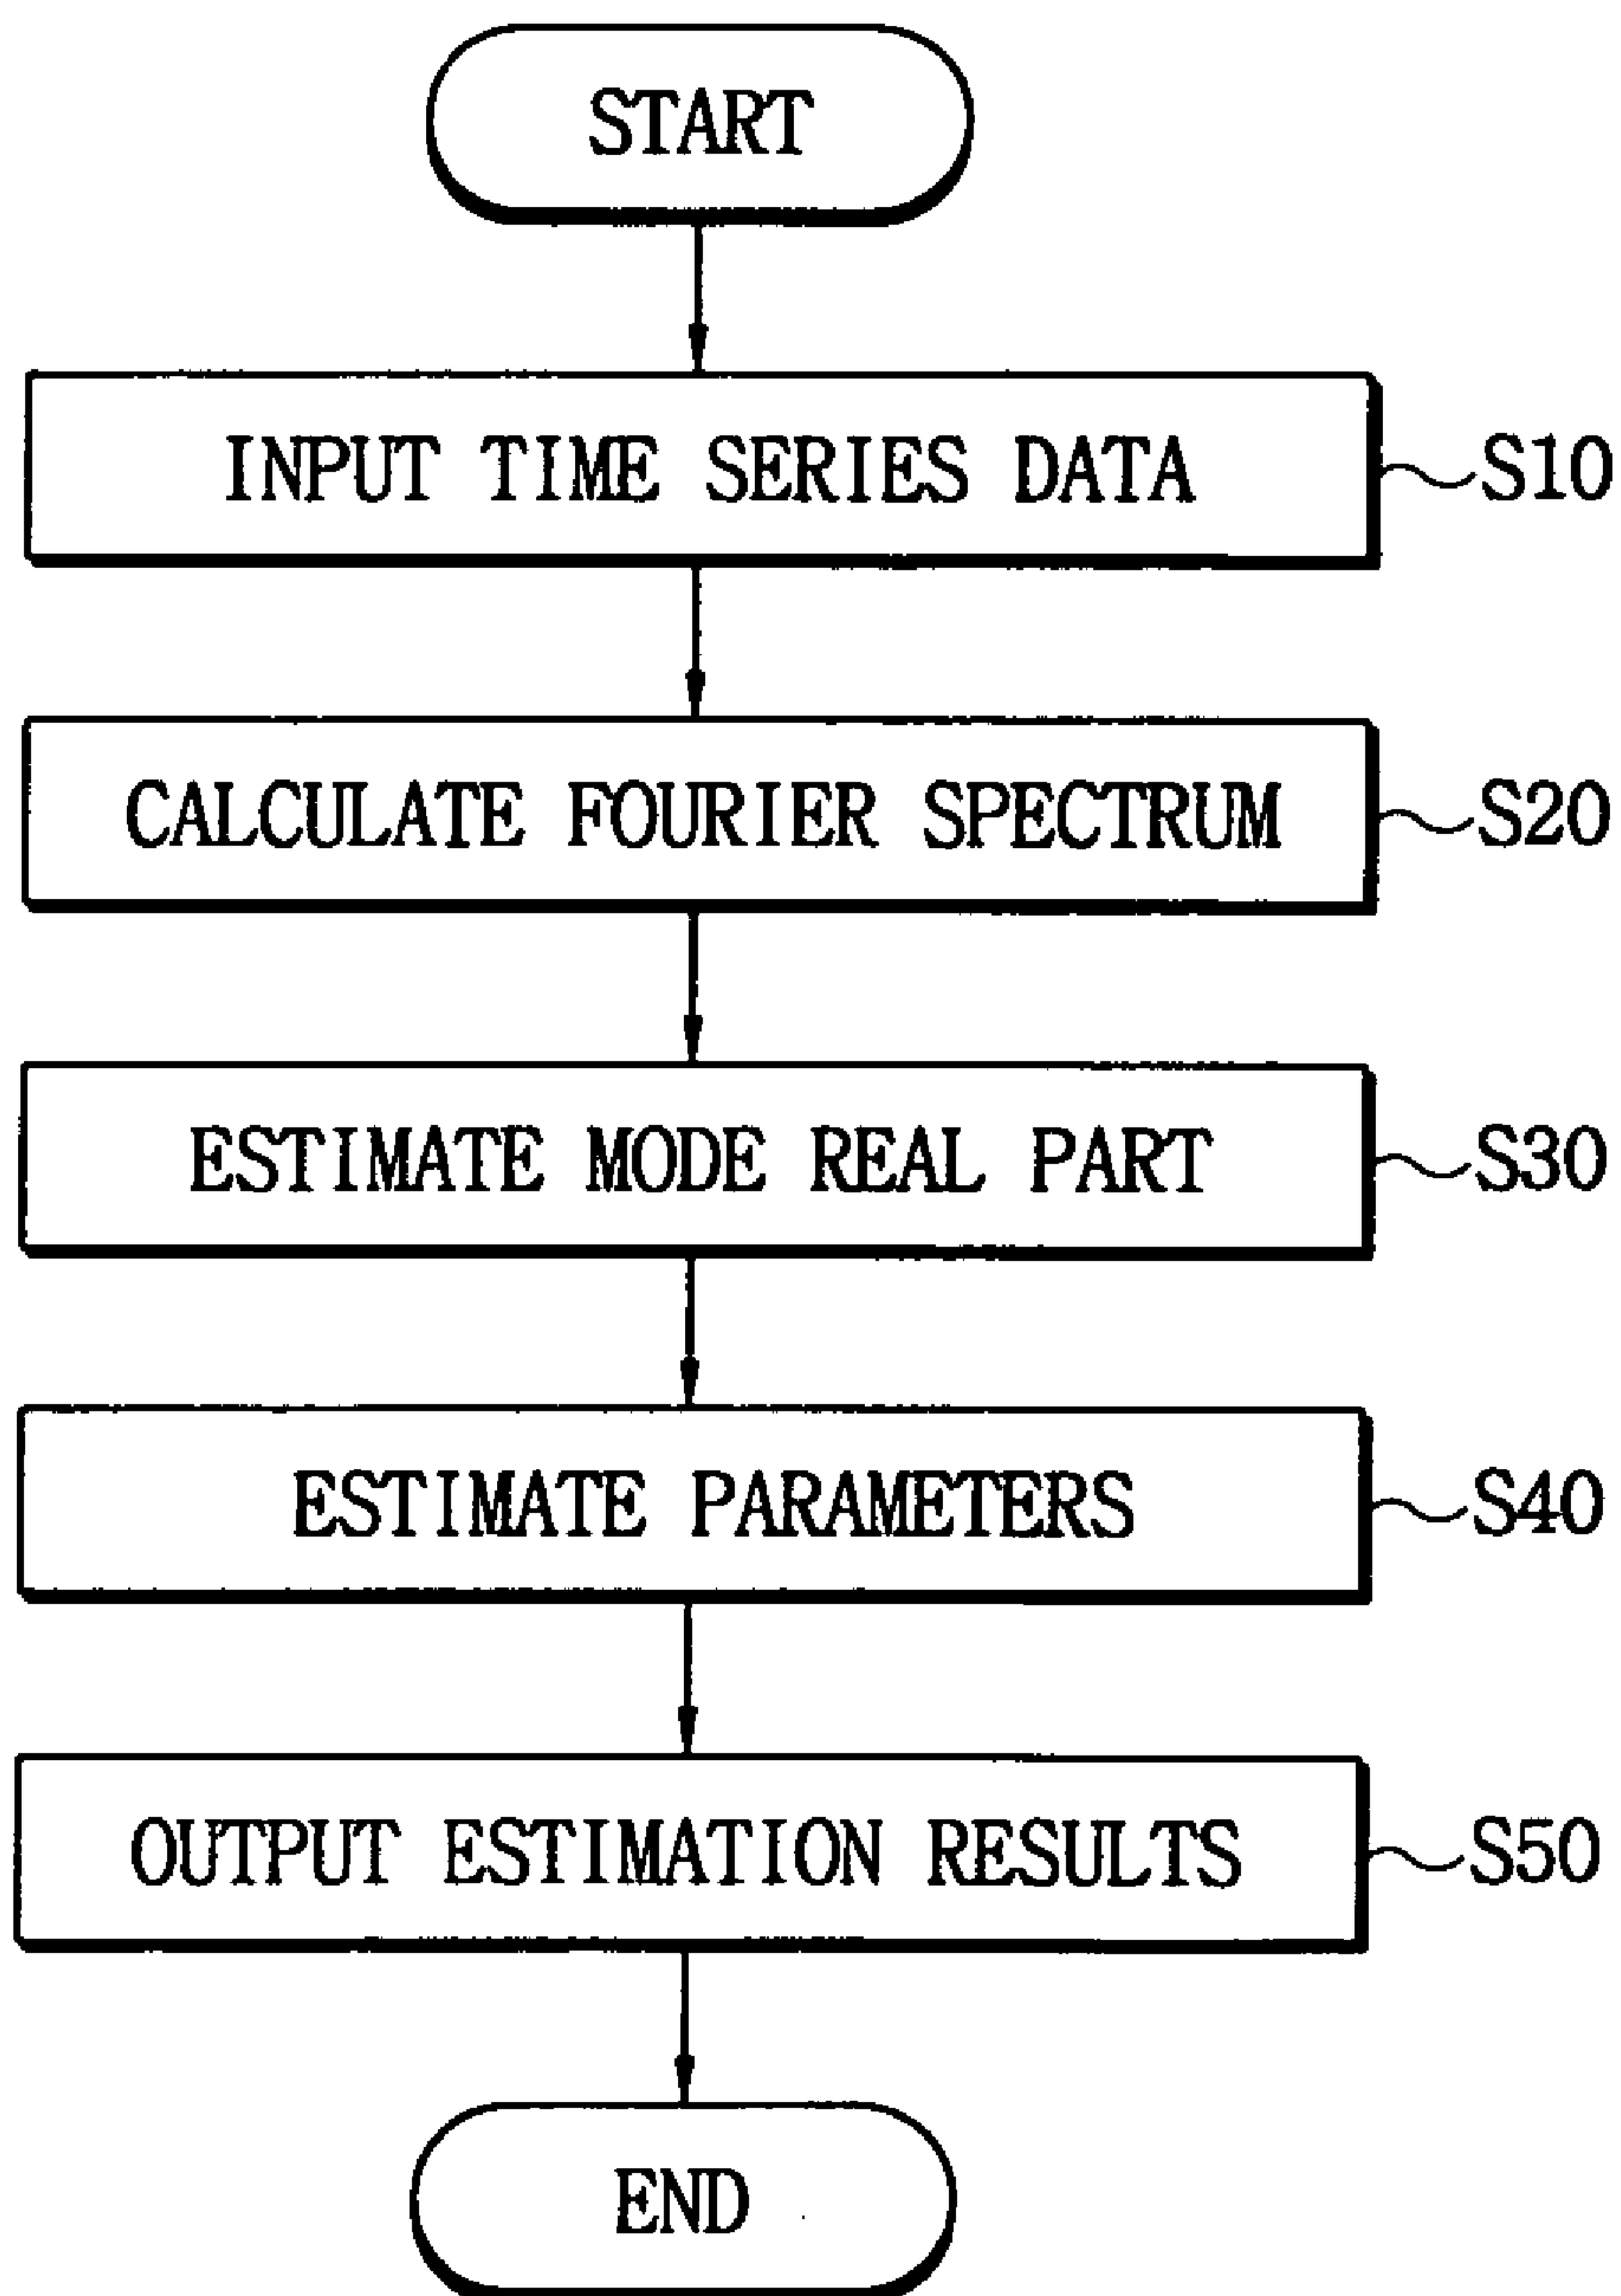 START
INPUT TIME SERIES DATA
S10
CALCULATE FOURIER SPECTRUM
S20
ESTIMATE MODE REAL PART
S30
ESTIMATE PARAMETERS
S40
OUTPUT ESTIMATION RESULTS
S50
END